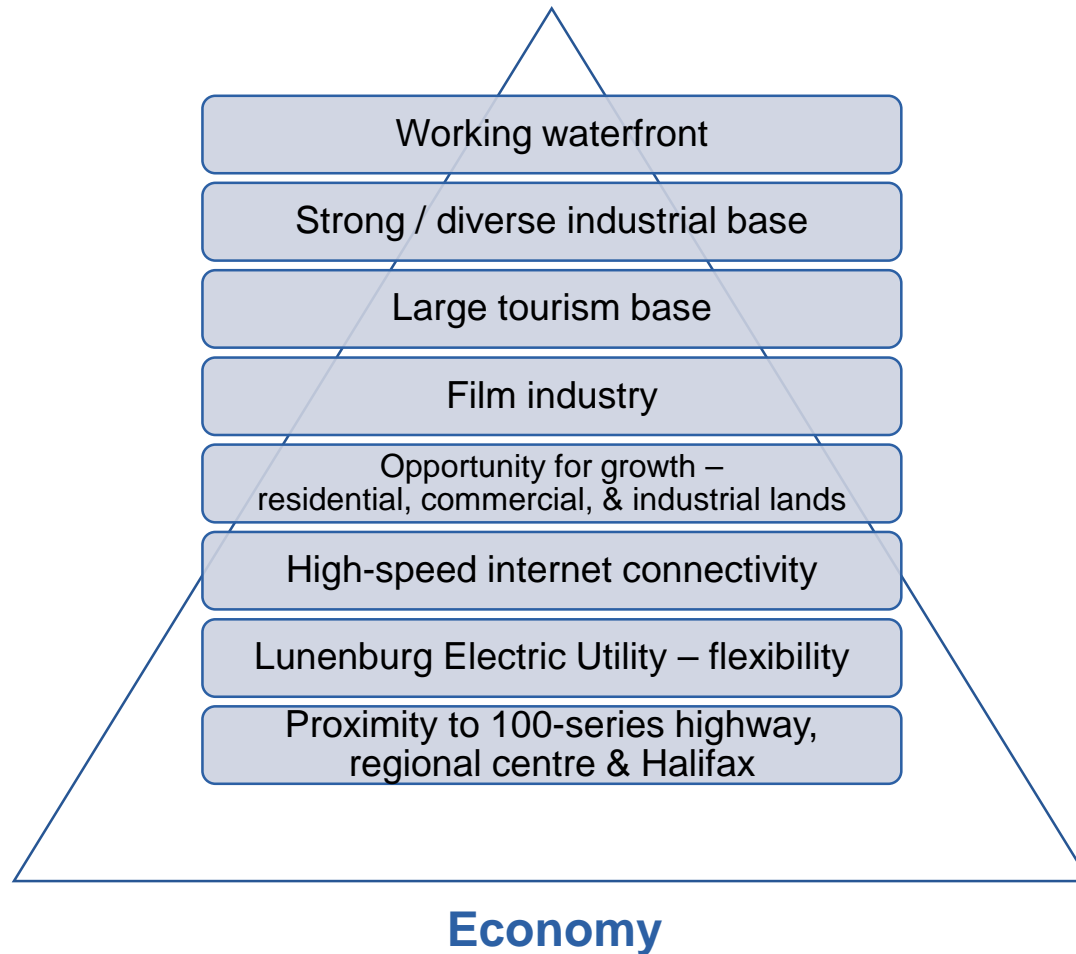 Working waterfront
Strong / diverse industrial base
Large tourism base
Film industry
Opportunity for growth –
residential, commercial, & industrial lands
High-speed internet connectivity
Lunenburg Electric Utility – flexibility
Proximity to 100-series highway,
regional centre & Halifax
Economy